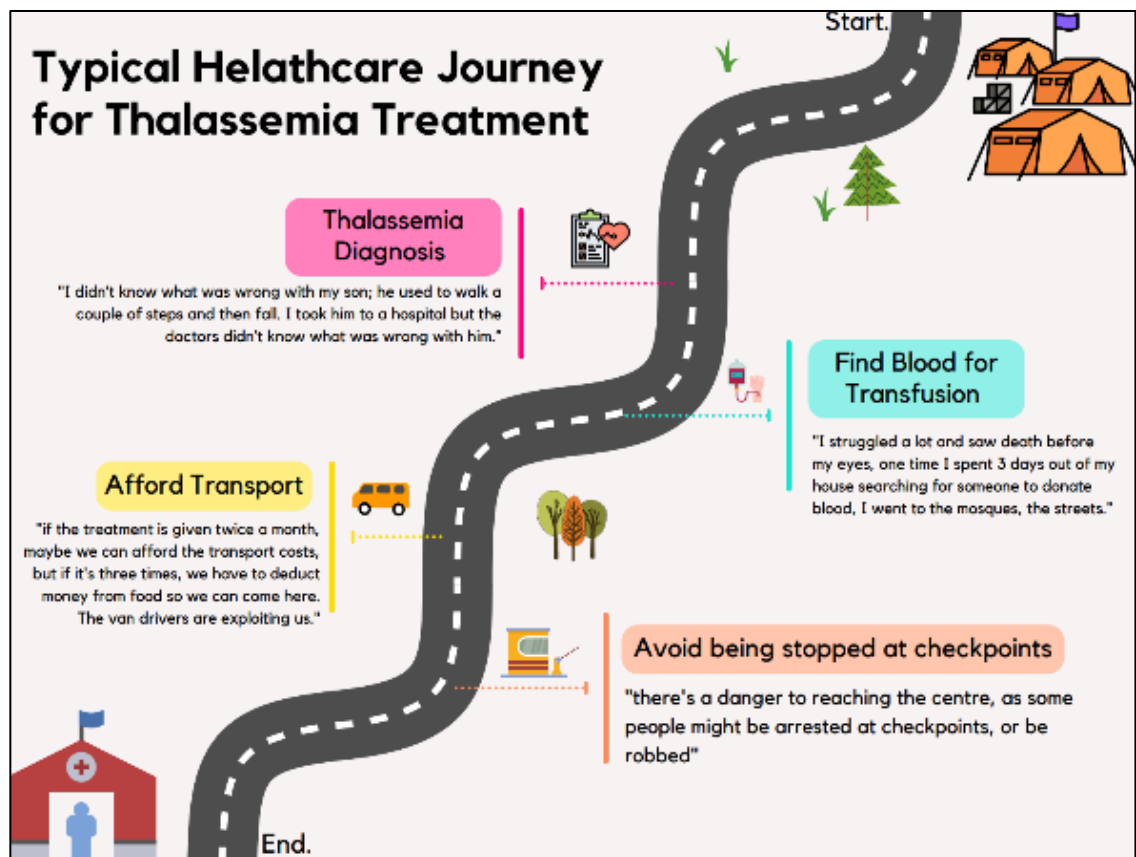 Start.
Typical Helathcare Journey
for Thalassemia Treatment
Thalassemia
Diagnosis
"I didn't know what was wrong with my son; he used to walk a
couple of steps and then fall. I took him to a hospital but the
doctors didn't know what was wrong with him."
Find Blood for
Transfusion
"I struggled a lot and saw death before
my eyes, one time I spent 3 days out of my
house searching for someone to donate
blood, I went to the mosques, the streets."
Afford Transport
"if the treatment is given twice a month,
maybe we can afford the transport costs,
but if it's three times, we have to deduct
money from food so we can come here.
The van drivers are exploiting us."
Avoid being stopped at checkpoints
"there's a danger to reaching the centre, as some
people might be arrested at checkpoints, or be
robbed"
End.